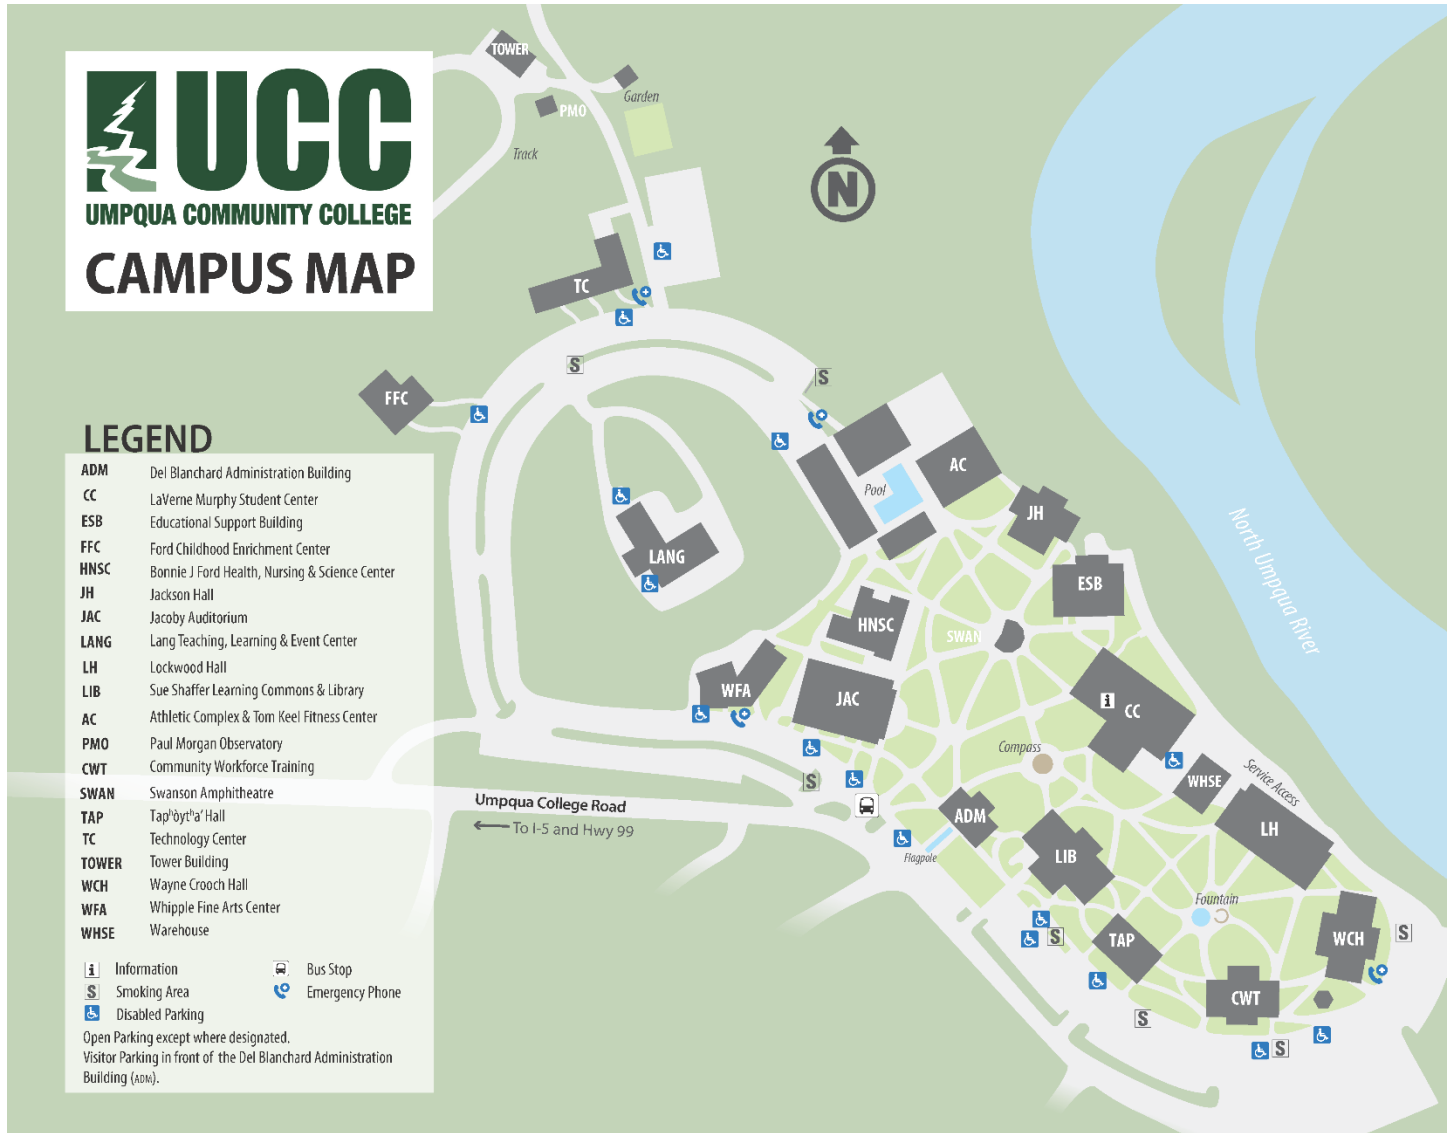 UCC
UMPQUA COMMUNITY COLLEGE
CAMPUS MAP
TOWER
PMO
Garden
Track
N
TC
S
S
FFC
AC
Pool
JH
LANG
ESB
HNSC
SWAN
North Umpqua River
WFA
JAC
i
CC
Compass
WHSE
Service Access
S
Umpqua College Road
To I-5 and Hwy 99
ADM
Flagpole
LIB
LH
Fountain
TAP
S
WCH
S
CWT
S
S
LEGEND
ADM Del Blanchard Administration Building
CC LaVerne Murphy Student Center
ESB Educational Support Building
FFC Ford Childhood Enrichment Center
HNSC Bonnie J Ford Health, Nursing & Science Center
JH Jackson Hall
JAC Jacoby Auditorium
LANG Lang Teaching, Learning & Event Center
LH Lockwood Hall
LIB Sue Shaffer Learning Commons & Library
AC Athletic Complex & Tom Keel Fitness Center
PMO Paul Morgan Observatory
CWT Community Workforce Training
SWAN Swanson Amphitheatre
TAP Tapʰòytʰaʼ Hall
TC Technology Center
TOWER Tower Building
WCH Wayne Crooch Hall
WFA Whipple Fine Arts Center
WHSE Warehouse
i Information
Bus Stop
S Smoking Area
Emergency Phone
Disabled Parking
Open Parking except where designated.
Visitor Parking in front of the Del Blanchard Administration
Building (ADM).